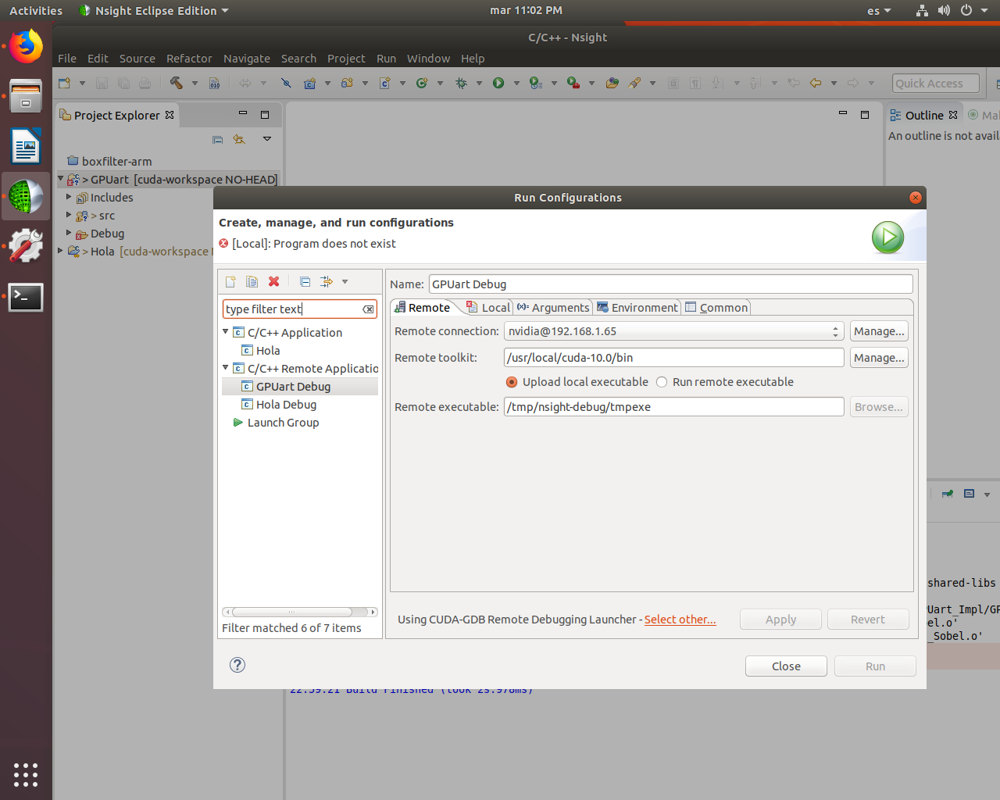 Activities
Nsight Eclipse Edition
mar 11:02 PM
es
C/C++ - Nsight
File Edit Source Refactor Navigate Search Project Run Window Help
Quick Access
Project Explorer
Outline
An outline is not avail
boxfilter-arm
> GPUart [cuda-workspace NO-HEAD]
Includes
> src
Debug
> Hola [cuda-workspace
Run Configurations
Create, manage, and run configurations
[Local]: Program does not exist
type filter text
C/C++ Application
Hola
C/C++ Remote Applicatio
GPUart Debug
Hola Debug
Launch Group
Filter matched 6 of 7 items
Name: GPUart Debug
Remote Local Arguments Environment Common
Remote connection: nvidia@192.168.1.65 Manage...
Remote toolkit: /usr/local/cuda-10.0/bin Manage...
Upload local executable Run remote executable
Remote executable: /tmp/nsight-debug/tmpexe Browse...
Using CUDA-GDB Remote Debugging Launcher - Select other...
Apply Revert
Close Run
shared-libs
Uart_Impl/GP
el.o'
_Sobel.o'
22:59:21 Build Finished (took 2s.978ms)